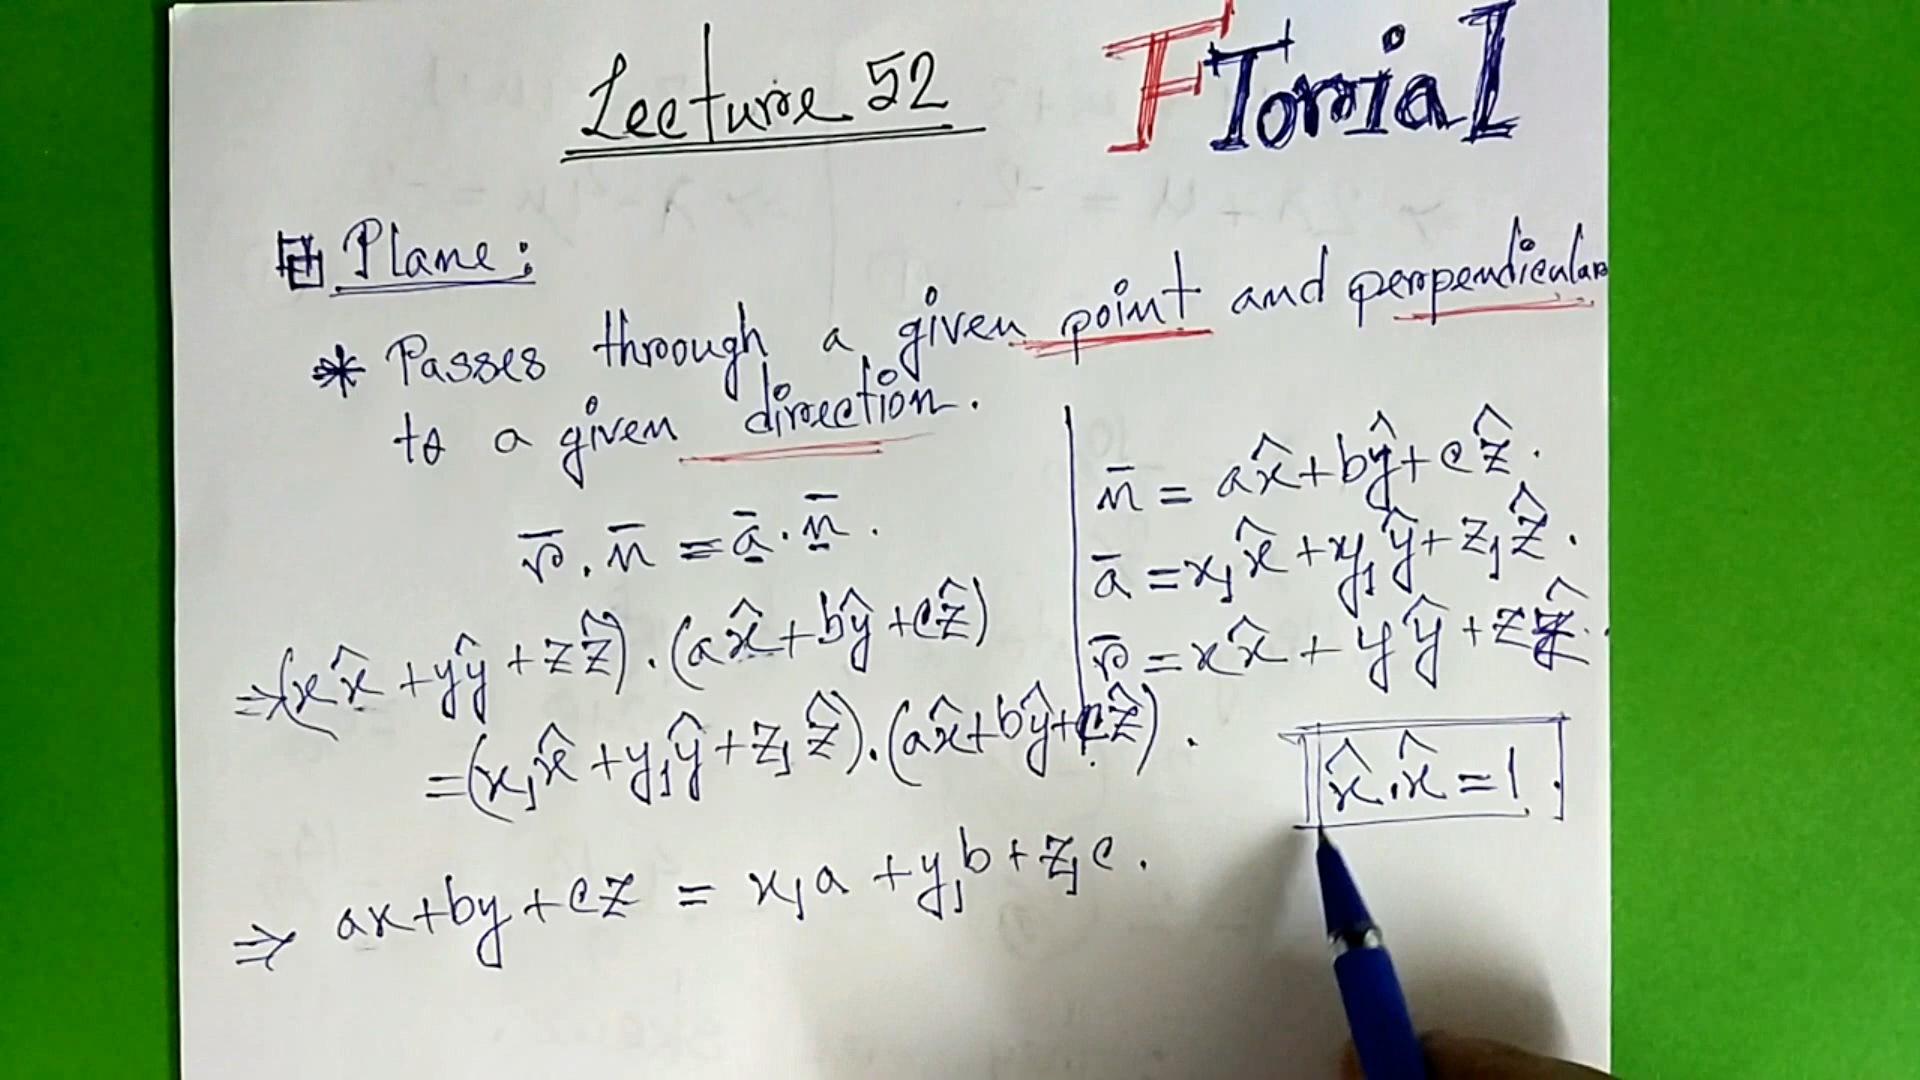 Lecture 52
FTorial
Plane:
* Passes through a given point and perpendicular
to a given direction.
r̄ . n̄ = ā . n̄ .
⇒ (xx̂ + yŷ + zẑ) . (ax̂ + bŷ + cẑ)
= (x₁x̂ + y₁ŷ + z₁ẑ) . (ax̂ + bŷ + cẑ) .
⇒ ax + by + cz = x₁a + y₁b + z₁c .
n̄ = ax̂ + bŷ + cẑ .
ā = x₁x̂ + y₁ŷ + z₁ẑ .
r̄ = xx̂ + yŷ + zẑ .
x̂ . x̂ = 1 .